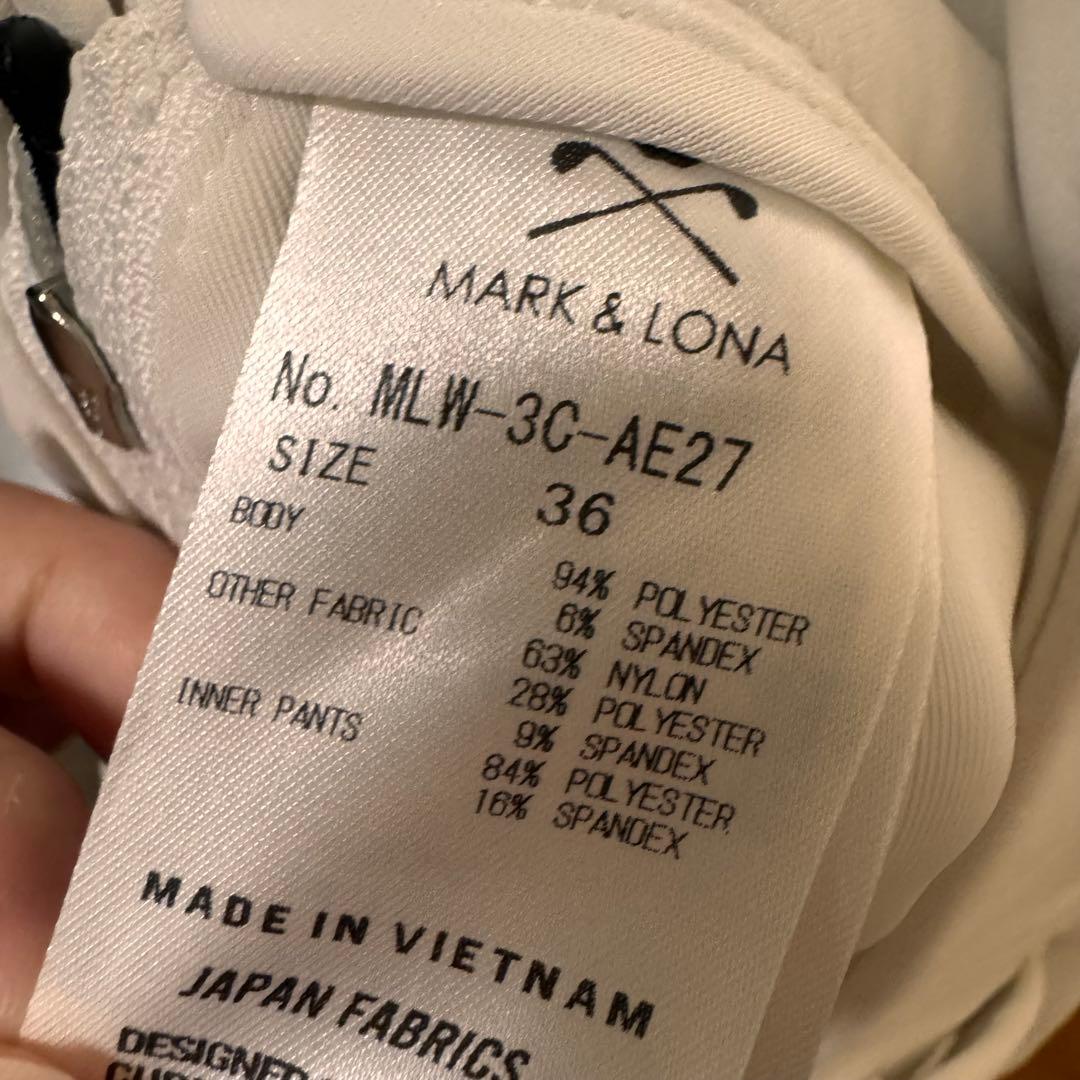 MARK & LONA
No. MLW-3C-AE27
SIZE 36
BODY 94% POLYESTER
6% SPANDEX
OTHER FABRIC 63% NYLON
28% POLYESTER
9% SPANDEX
INNER PANTS 84% POLYESTER
16% SPANDEX
MADE IN VIETNAM
JAPAN FABRICS
DESIGNED